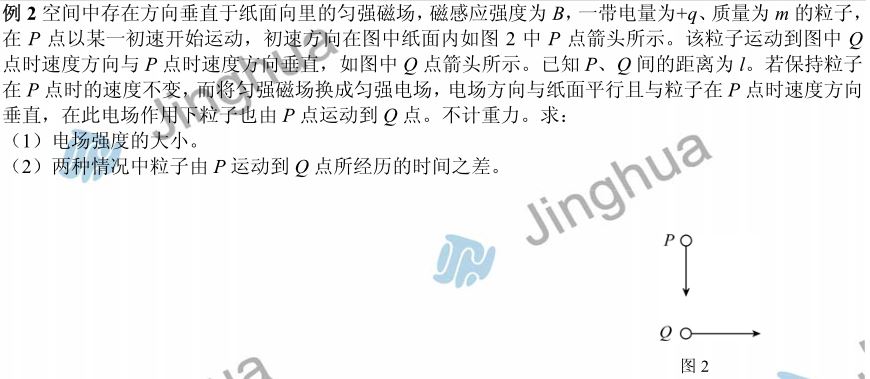 例 2 空间中存在方向垂直于纸面向里的匀强磁场，磁感应强度为 B，一带电量为+q、质量为 m 的粒子，
在 P 点以某一初速开始运动，初速方向在图中纸面内如图 2 中 P 点箭头所示。该粒子运动到图中 Q
点时速度方向与 P 点时速度方向垂直，如图中 Q 点箭头所示。已知 P、Q 间的距离为 l。若保持粒子
在 P 点时的速度不变，而将匀强磁场换成匀强电场，电场方向与纸面平行且与粒子在 P 点时速度方向
垂直，在此电场作用下粒子也由 P 点运动到 Q 点。不计重力。求：
（1）电场强度的大小。
（2）两种情况中粒子由 P 运动到 Q 点所经历的时间之差。
Jinghua
Jinghua
P
Q
图 2
ua